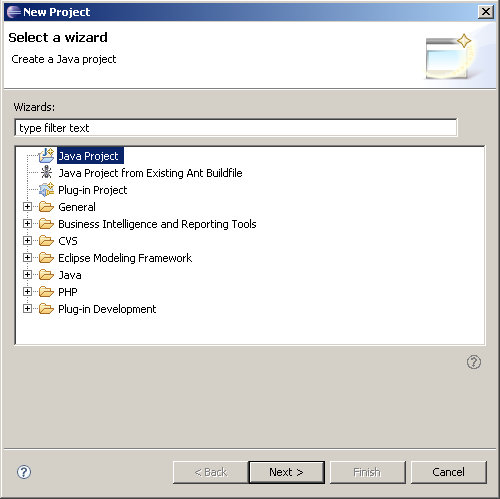 New Project
Select a wizard
Create a Java project
Wizards:
type filter text
Java Project
Java Project from Existing Ant Buildfile
Plug-in Project
General
Business Intelligence and Reporting Tools
CVS
Eclipse Modeling Framework
Java
PHP
Plug-in Development
?
? < Back Next > Finish Cancel